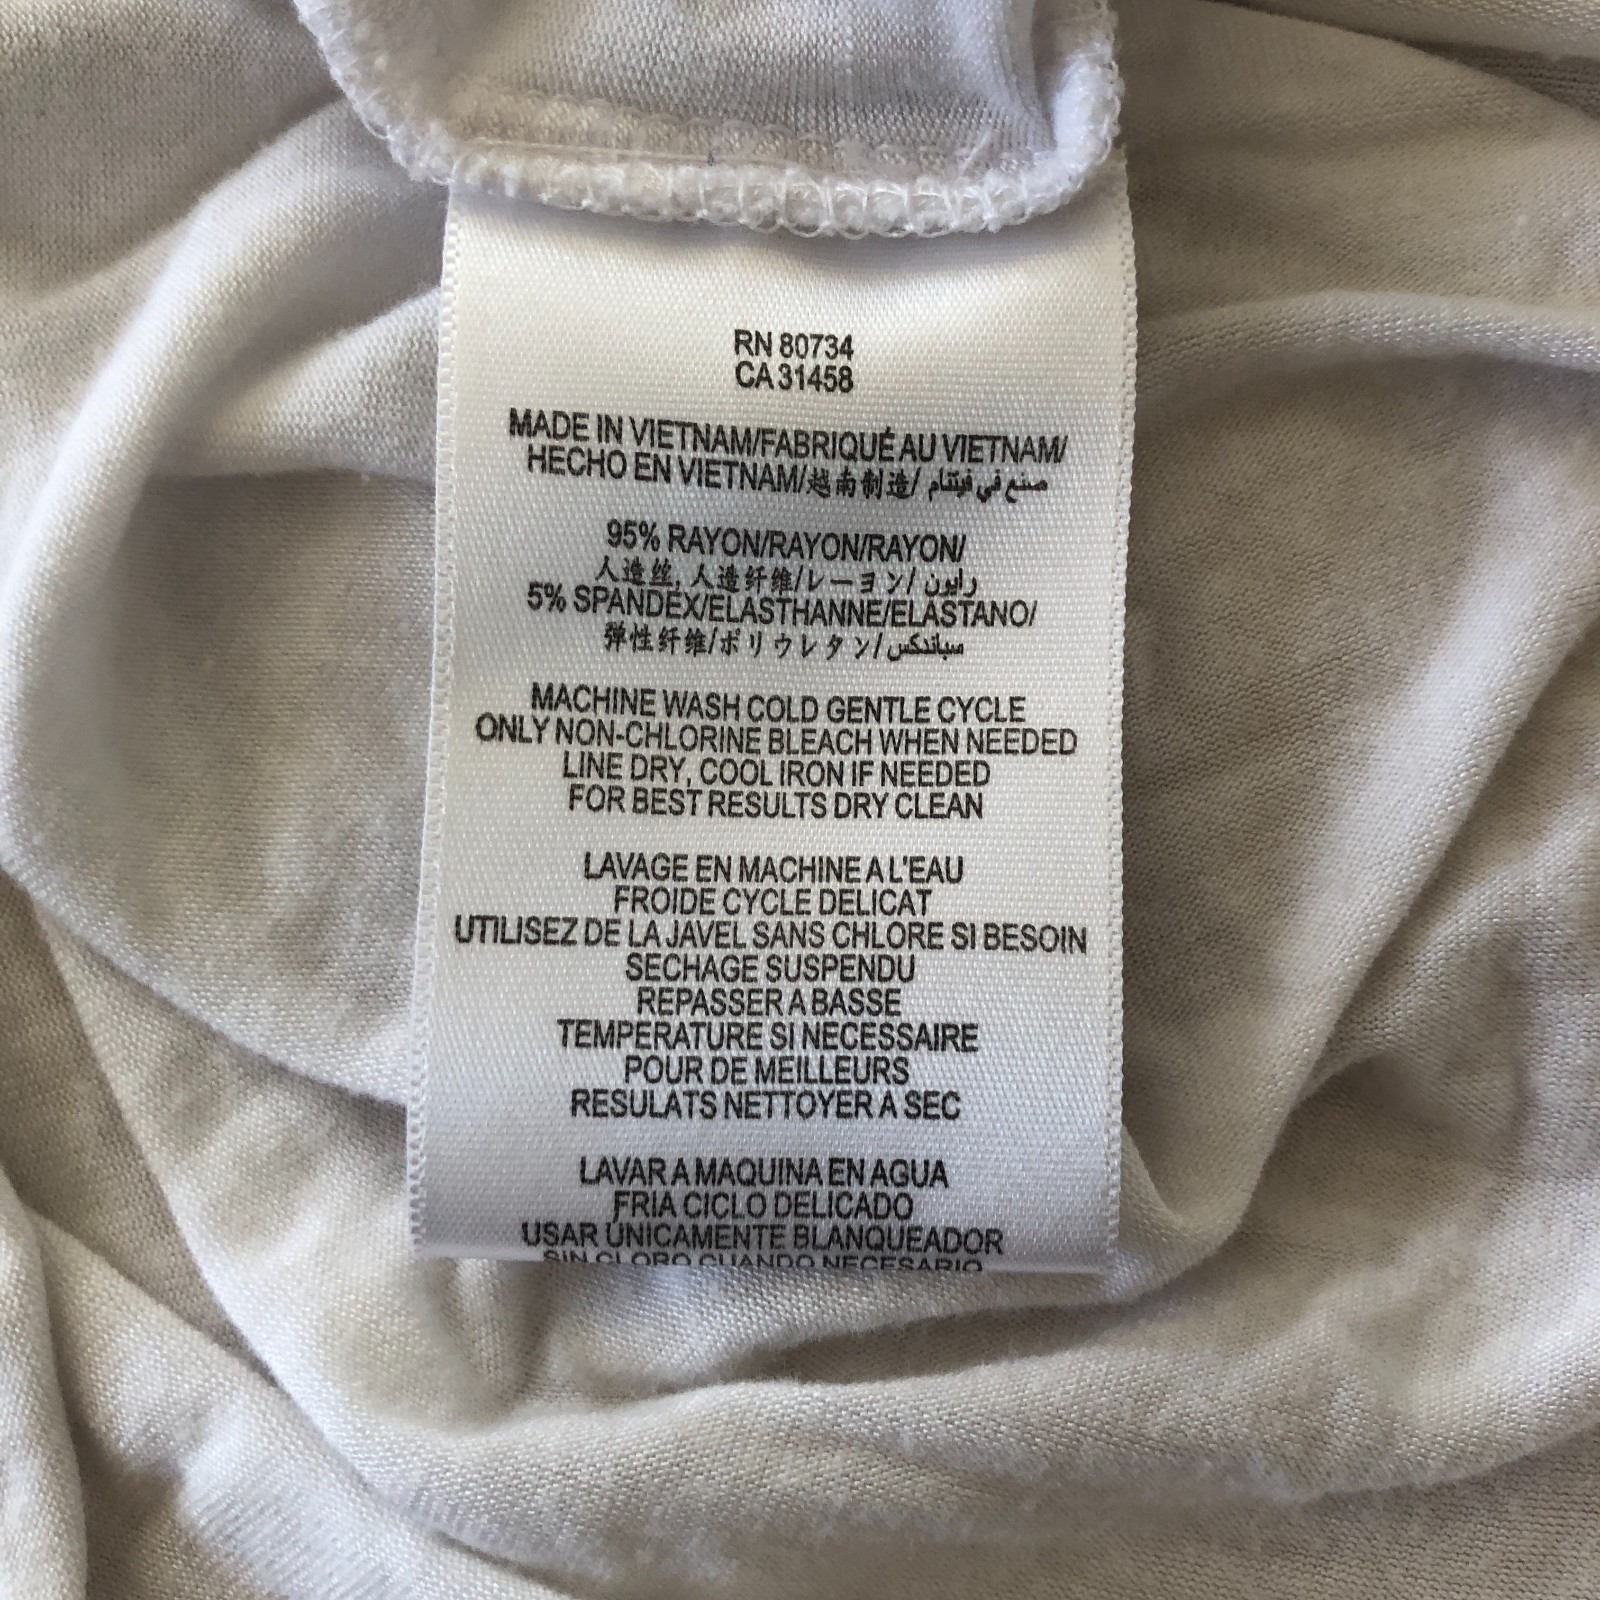 RN 80734
CA 31458
MADE IN VIETNAM/FABRIQUÉ AU VIETNAM/
HECHO EN VIETNAM/越南制造/ صنع في فيتنام
95% RAYON/RAYON/RAYON/
人造丝, 人造纤维/レーヨン/ رايون
5% SPANDEX/ELASTHANNE/ELASTANO/
弹性纤维/ポリウレタン/ سباندكس
MACHINE WASH COLD GENTLE CYCLE
ONLY NON-CHLORINE BLEACH WHEN NEEDED
LINE DRY, COOL IRON IF NEEDED
FOR BEST RESULTS DRY CLEAN
LAVAGE EN MACHINE A L'EAU
FROIDE CYCLE DELICAT
UTILISEZ DE LA JAVEL SANS CHLORE SI BESOIN
SECHAGE SUSPENDU
REPASSER A BASSE
TEMPERATURE SI NECESSAIRE
POUR DE MEILLEURS
RESULATS NETTOYER A SEC
LAVAR A MAQUINA EN AGUA
FRIA CICLO DELICADO
USAR ÚNICAMENTE BLANQUEADOR
SIN CLORO CUANDO NECESARIO